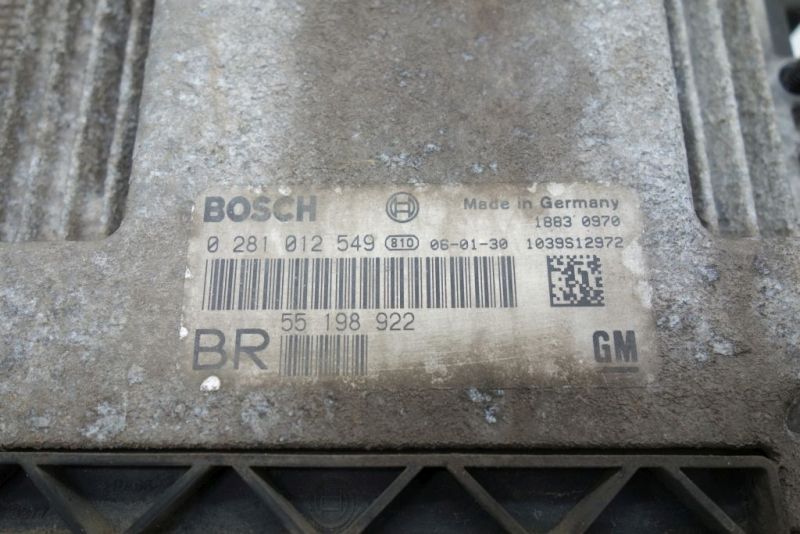 BOSCH Made in Germany
1883 0970
0 281 012 549 810 06-01-30 1039S12972
55 198 922
BR GM